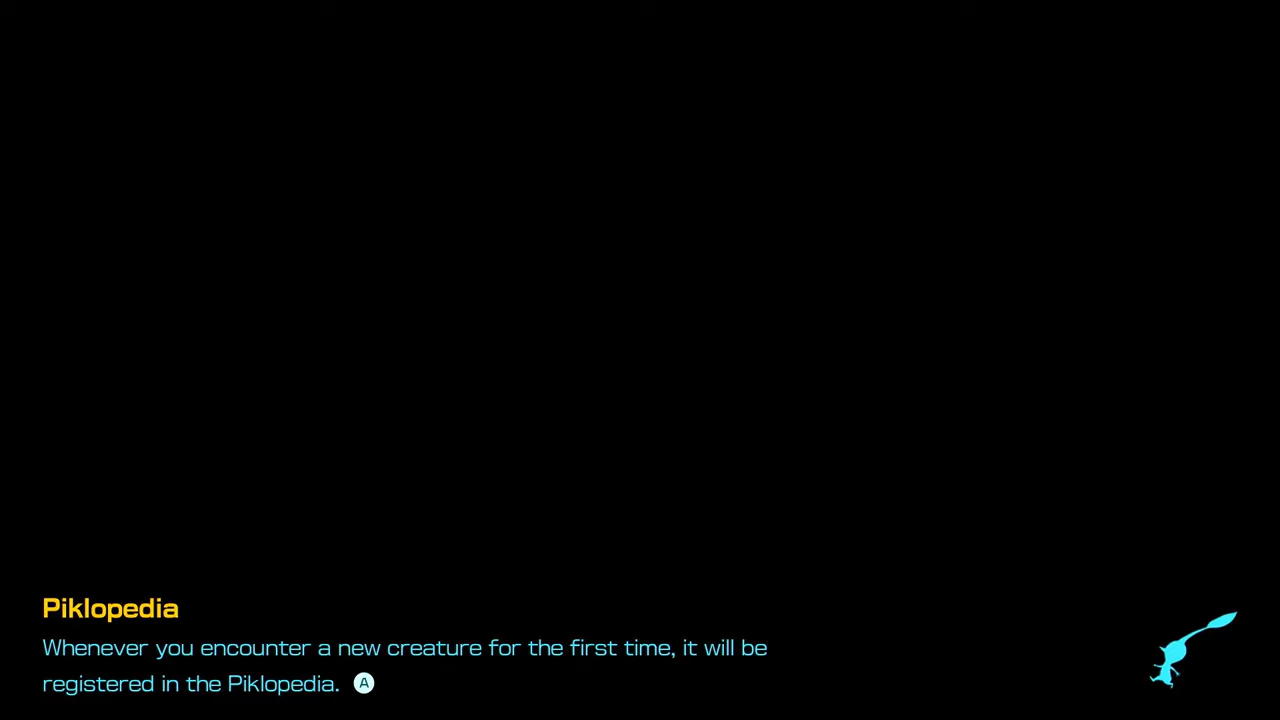 Piklopedia
Whenever you encounter a new creature for the first time, it will be
registered in the Piklopedia. A